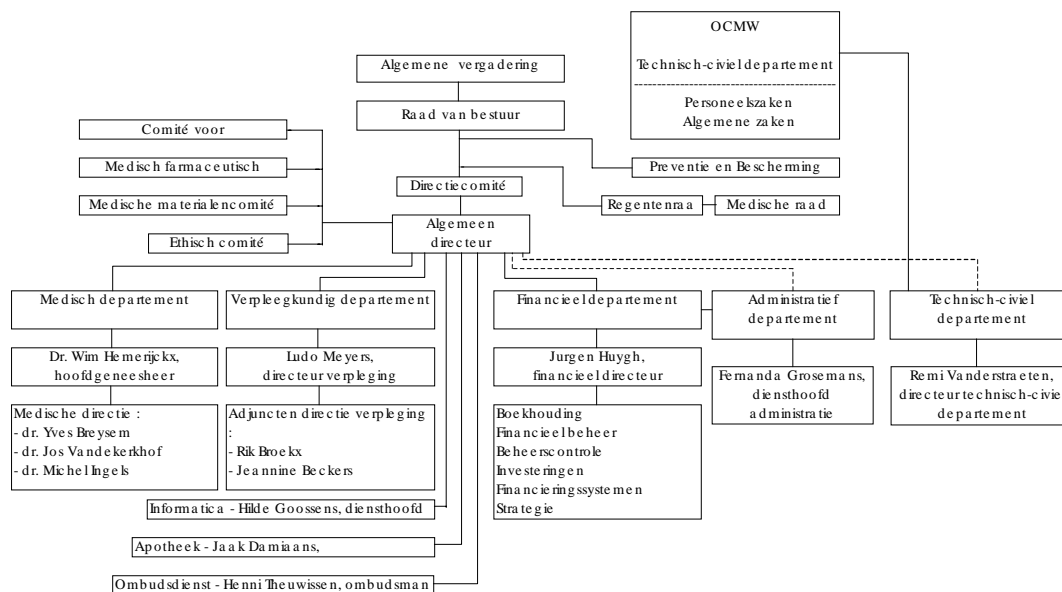 OCMW
Technisch-civiel departement
Personeelszaken
Algemene zaken
Algemene vergadering
Raad van bestuur
Comité voor
Medisch farmaceutisch
Medische materialencomité
Ethisch comité
Preventie en Bescherming
Directiecomité
Regentenraa
Medische raad
Algemeen
directeur
Medisch departement
Verpleegkundig departement
Financieel departement
Administratief
departement
Technisch-civiel
departement
Dr. Wim Hemerijckx,
hoofdgeneesheer
Ludo Meyers,
directeur verpleging
Jurgen Huygh,
financieel directeur
Fernanda Grosemans,
diensthoofd
administratie
Remi Vanderstraeten,
directeur technisch-civie
departement
Medische directie :
- dr. Yves Breysem
- dr. Jos Vandekerkhof
- dr. Michel Ingels
Adjuncten directie verpleging
:
- Rik Broekx
- Jeannine Beckers
Boekhouding
Financieel beheer
Beheerscontrole
Investeringen
Financieringssystemen
Strategie
Informatica - Hilde Goossens, diensthoofd
Apotheek - Jaak Damiaans,
Ombudsdienst - Henni Theuwissen, ombudsman